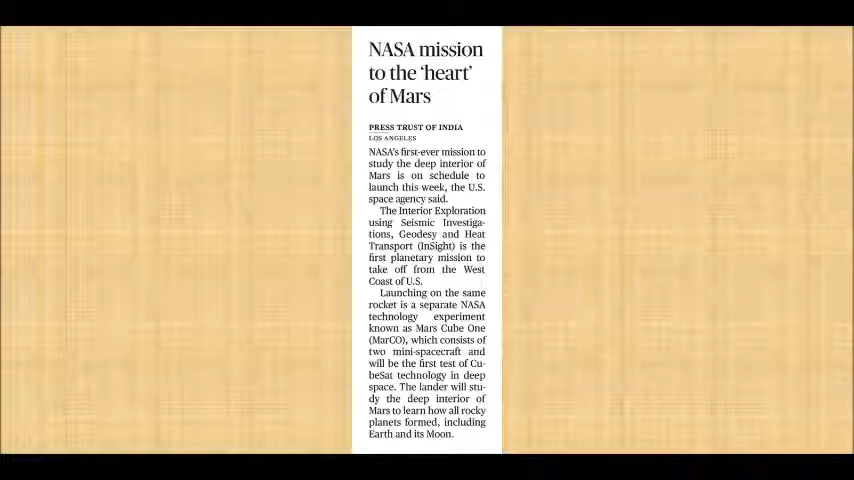 NASA mission
to the ‘heart’
of Mars
PRESS TRUST OF INDIA
LOS ANGELES
NASA's first-ever mission to
study the deep interior of
Mars is on schedule to
launch this week, the U.S.
space agency said.
The Interior Exploration
using Seismic Investiga-
tions, Geodesy and Heat
Transport (InSight) is the
first planetary mission to
take off from the West
Coast of U.S.
Launching on the same
rocket is a separate NASA
technology experiment
known as Mars Cube One
(MarCO), which consists of
two mini-spacecraft and
will be the first test of Cu-
beSat technology in deep
space. The lander will stu-
dy the deep interior of
Mars to learn how all rocky
planets formed, including
Earth and its Moon.